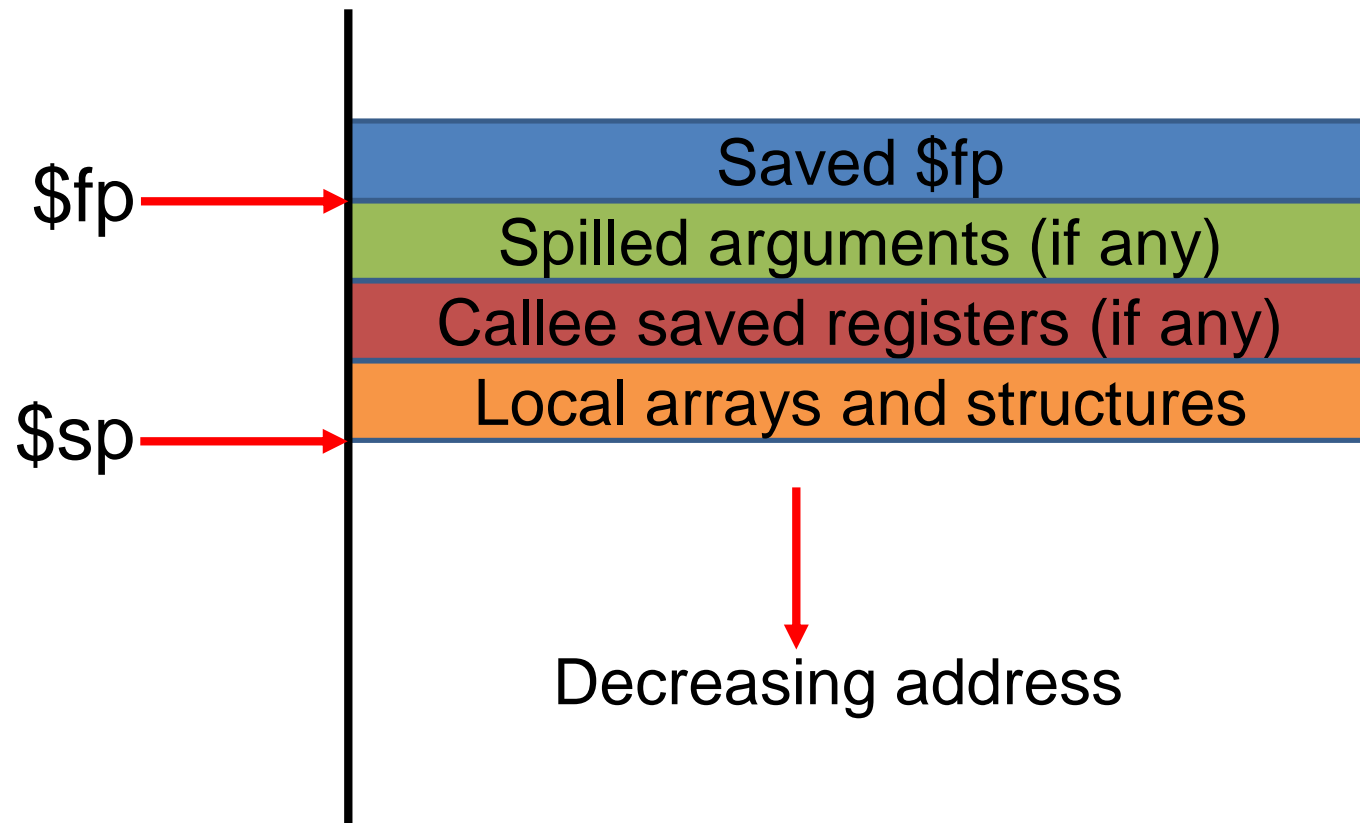 Saved $fp
$fp
Spilled arguments (if any)
Callee saved registers (if any)
Local arrays and structures
$sp
Decreasing address